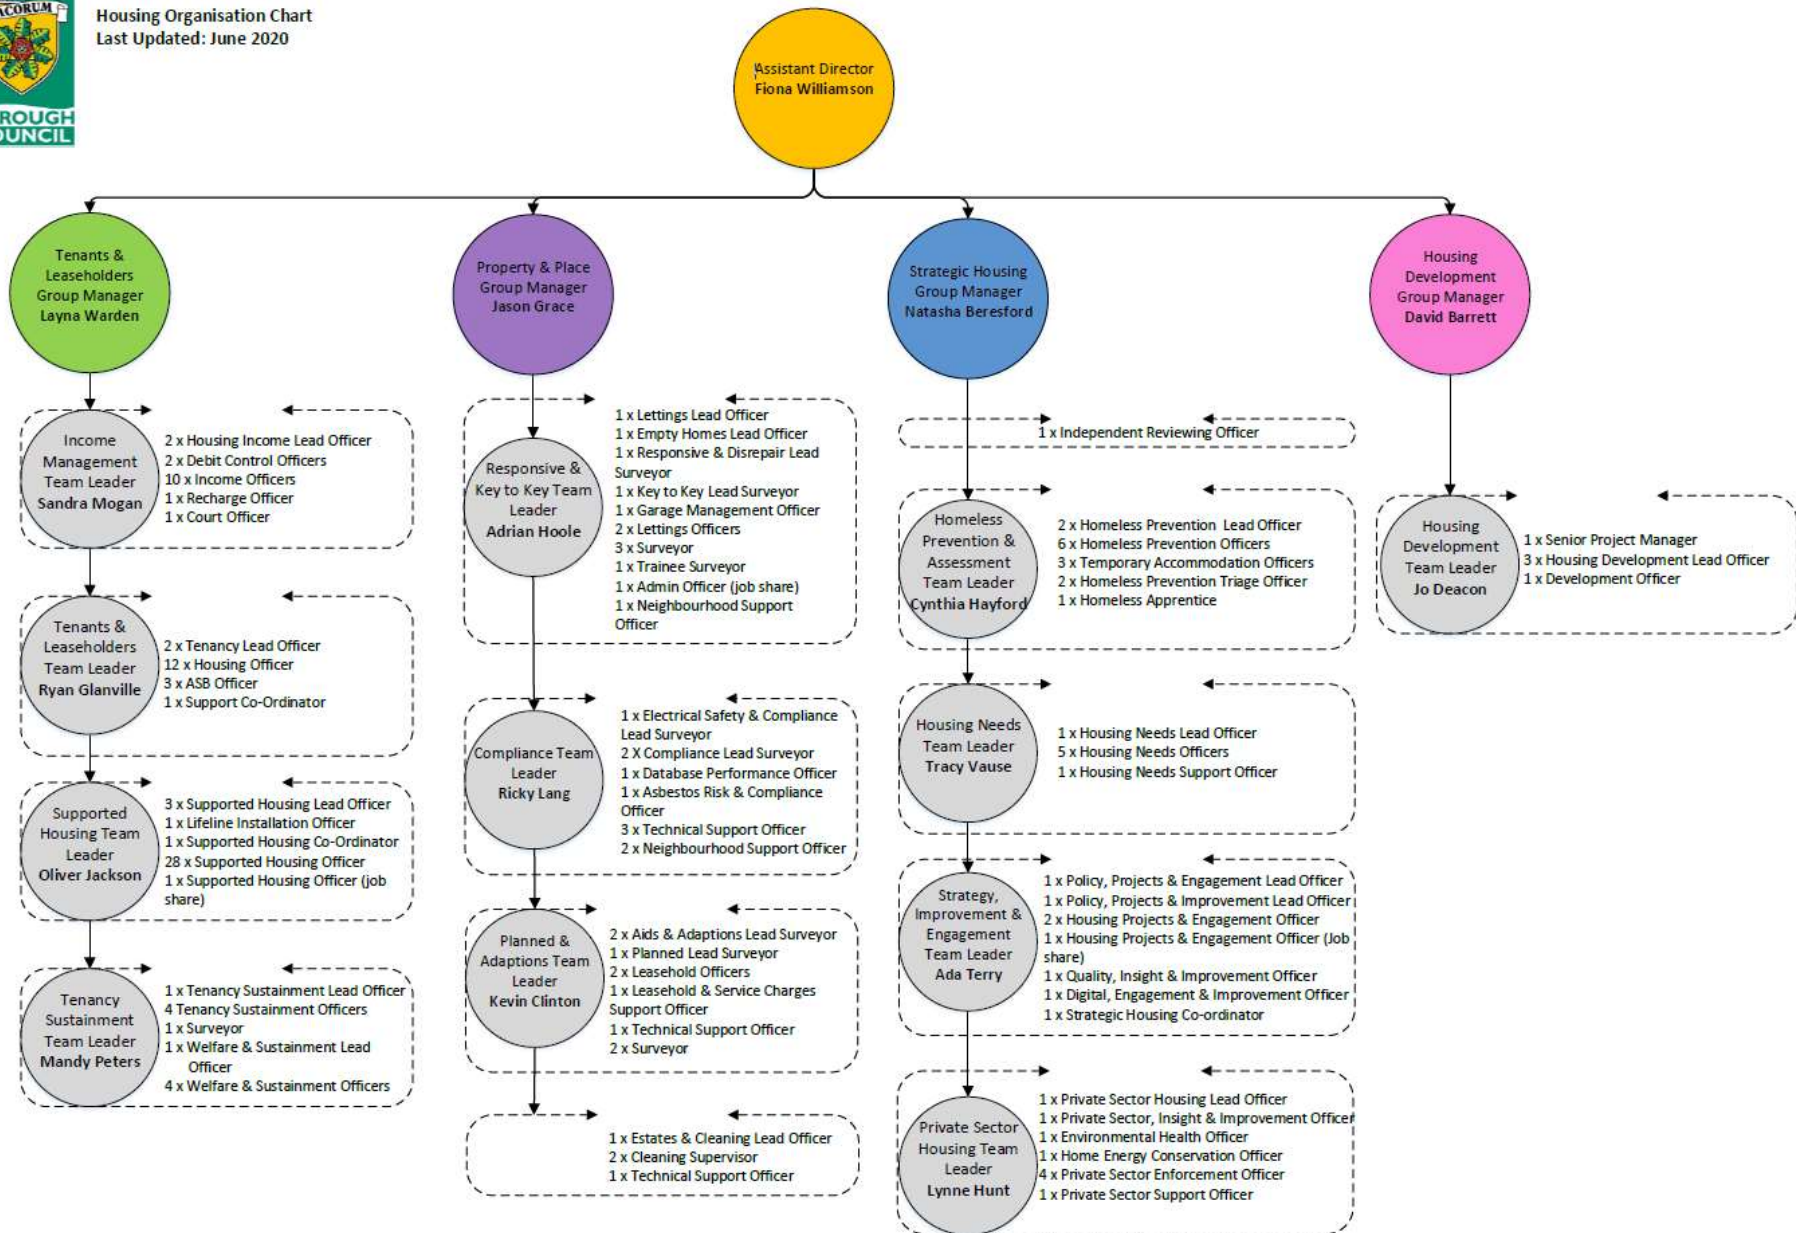 ACORUM
ROUGH
OUNCIL
Housing Organisation Chart
Last Updated: June 2020
Assistant Director
Fiona Williamson
Tenants &
Leaseholders
Group Manager
Layna Warden
Income
Management
Team Leader
Sandra Mogan
2 x Housing Income Lead Officer
2 x Debit Control Officers
10 x Income Officers
1 x Recharge Officer
1 x Court Officer
Tenants &
Leaseholders
Team Leader
Ryan Glanville
2 x Tenancy Lead Officer
12 x Housing Officer
3 x ASB Officer
1 x Support Co-Ordinator
Supported
Housing Team
Leader
Oliver Jackson
3 x Supported Housing Lead Officer
1 x Lifeline Installation Officer
1 x Supported Housing Co-Ordinator
28 x Supported Housing Officer
1 x Supported Housing Officer (job
share)
Tenancy
Sustainment
Team Leader
Mandy Peters
1 x Tenancy Sustainment Lead Officer
4 Tenancy Sustainment Officers
1 x Surveyor
1 x Welfare & Sustainment Lead
Officer
4 x Welfare & Sustainment Officers
Property & Place
Group Manager
Jason Grace
Responsive &
Key to Key Team
Leader
Adrian Hoole
1 x Lettings Lead Officer
1 x Empty Homes Lead Officer
1 x Responsive & Disrepair Lead
Surveyor
1 x Key to Key Lead Surveyor
1 x Garage Management Officer
2 x Lettings Officers
3 x Surveyor
1 x Trainee Surveyor
1 x Admin Officer (job share)
1 x Neighbourhood Support
Officer
Compliance Team
Leader
Ricky Lang
1 x Electrical Safety & Compliance
Lead Surveyor
2 X Compliance Lead Surveyor
1 x Database Performance Officer
1 x Asbestos Risk & Compliance
Officer
3 x Technical Support Officer
2 x Neighbourhood Support Officer
Planned &
Adaptions Team
Leader
Kevin Clinton
2 x Aids & Adaptions Lead Surveyor
1 x Planned Lead Surveyor
2 x Leasehold Officers
1 x Leasehold & Service Charges
Support Officer
1 x Technical Support Officer
2 x Surveyor
1 x Estates & Cleaning Lead Officer
2 x Cleaning Supervisor
1 x Technical Support Officer
Strategic Housing
Group Manager
Natasha Beresford
1 x Independent Reviewing Officer
Homeless
Prevention &
Assessment
Team Leader
Cynthia Hayford
2 x Homeless Prevention Lead Officer
6 x Homeless Prevention Officers
3 x Temporary Accommodation Officers
2 x Homeless Prevention Triage Officer
1 x Homeless Apprentice
Housing Needs
Team Leader
Tracy Vause
1 x Housing Needs Lead Officer
5 x Housing Needs Officers
1 x Housing Needs Support Officer
Strategy,
Improvement &
Engagement
Team Leader
Ada Terry
1 x Policy, Projects & Engagement Lead Officer
1 x Policy, Projects & Improvement Lead Officer
2 x Housing Projects & Engagement Officer
1 x Housing Projects & Engagement Officer (Job
share)
1 x Quality, Insight & Improvement Officer
1 x Digital, Engagement & Improvement Officer
1 x Strategic Housing Co-ordinator
Private Sector
Housing Team
Leader
Lynne Hunt
1 x Private Sector Housing Lead Officer
1 x Private Sector, Insight & Improvement Officer
1 x Environmental Health Officer
1 x Home Energy Conservation Officer
4 x Private Sector Enforcement Officer
1 x Private Sector Support Officer
Housing
Development
Group Manager
David Barrett
Housing
Development
Team Leader
Jo Deacon
1 x Senior Project Manager
3 x Housing Development Lead Officer
1 x Development Officer